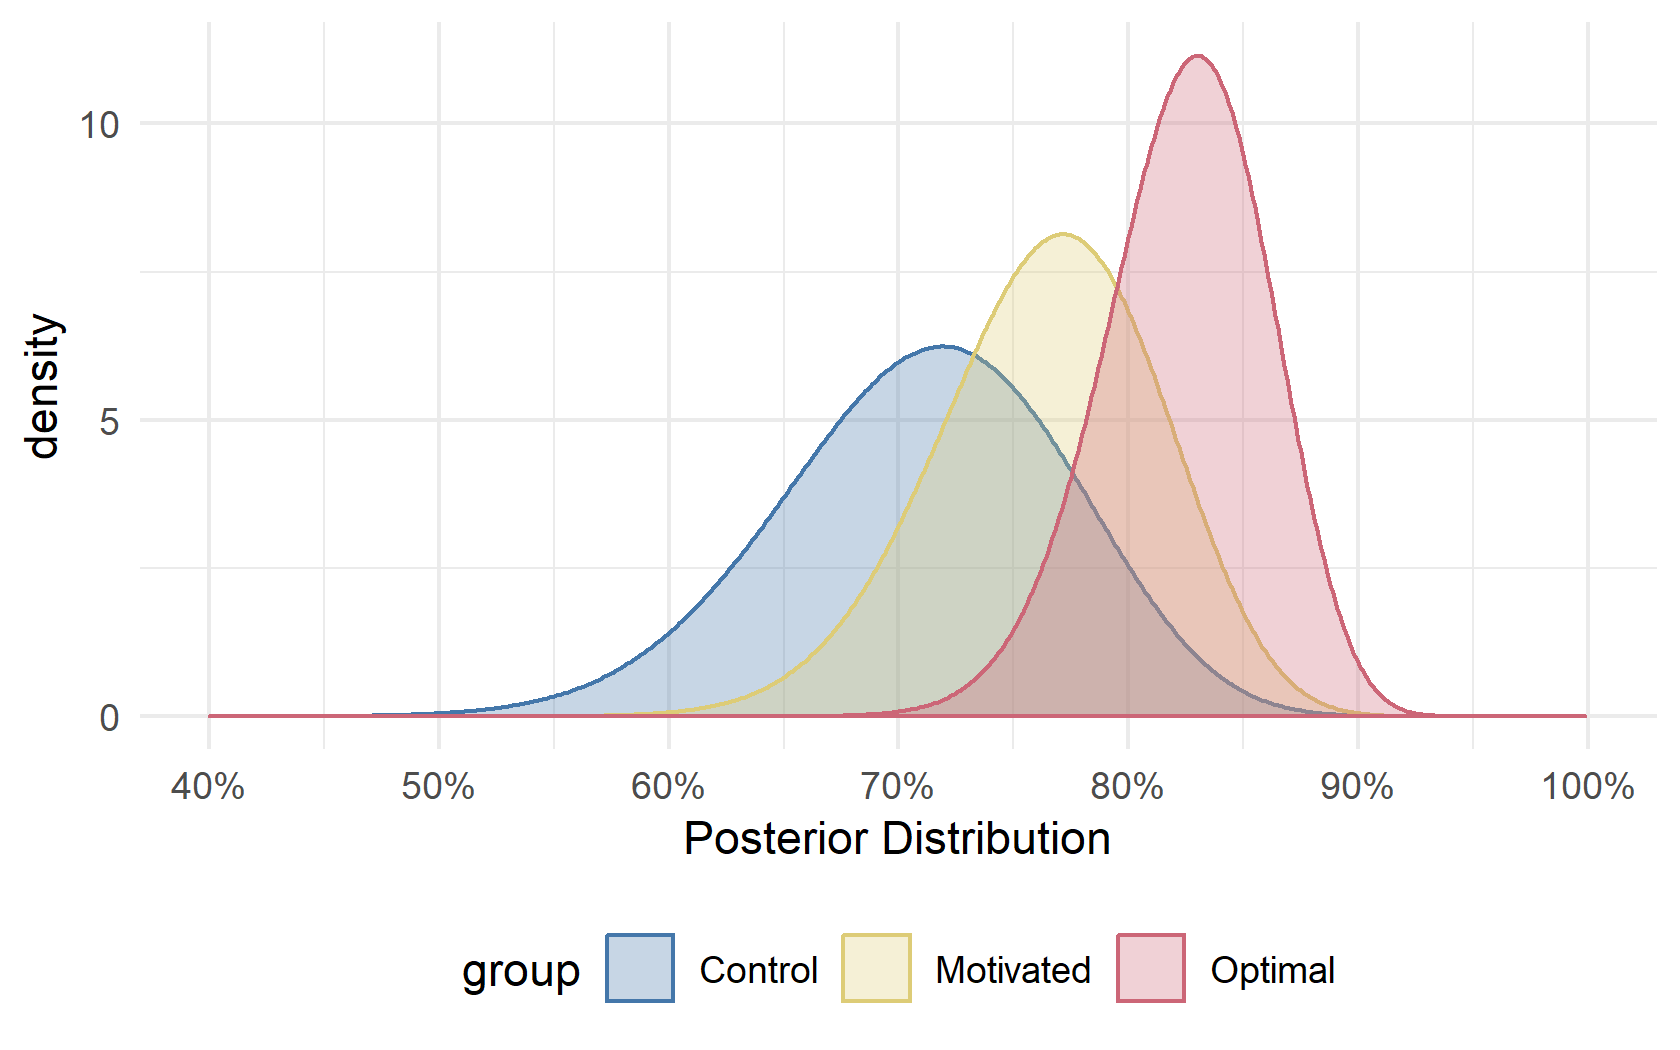 density
10
5
0
40% 50% 60% 70% 80% 90% 100%
Posterior Distribution
group Control Motivated Optimal